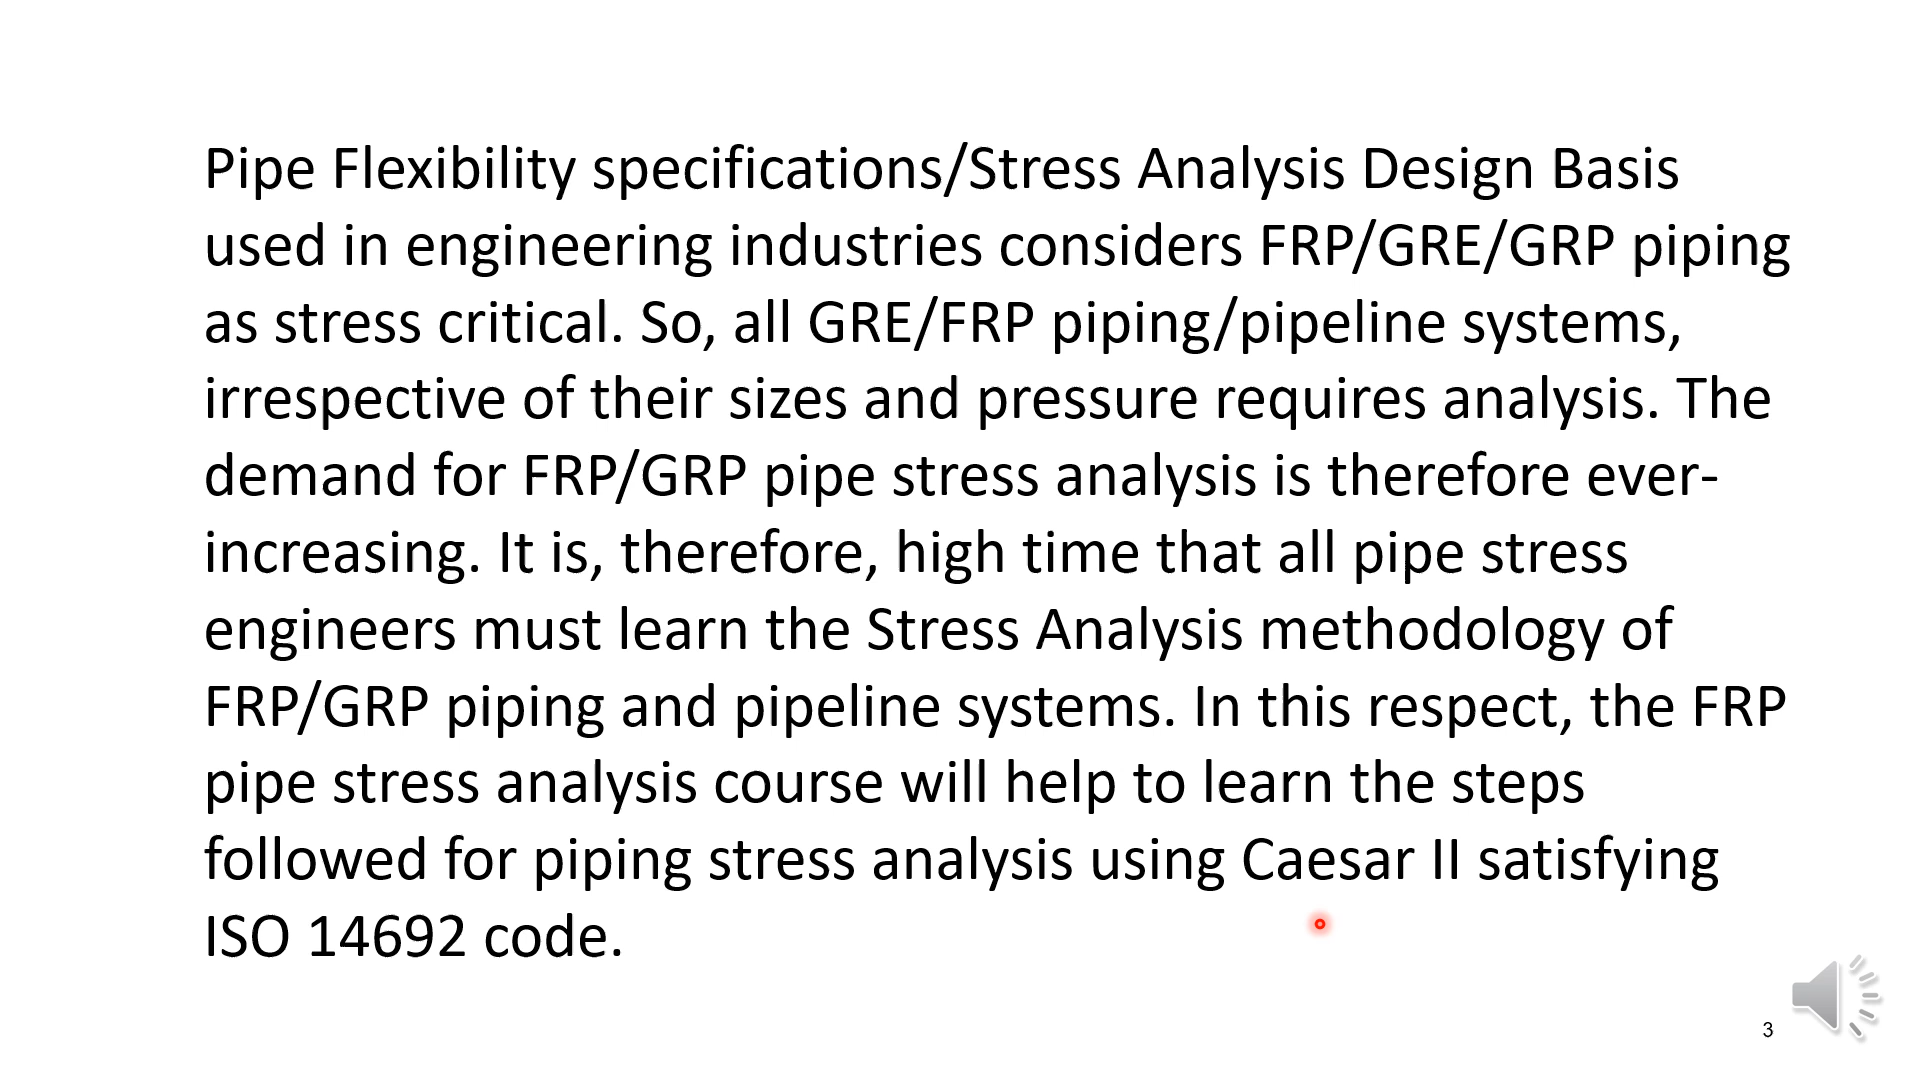 Pipe Flexibility specifications/Stress Analysis Design Basis
used in engineering industries considers FRP/GRE/GRP piping
as stress critical. So, all GRE/FRP piping/pipeline systems,
irrespective of their sizes and pressure requires analysis. The
demand for FRP/GRP pipe stress analysis is therefore ever-
increasing. It is, therefore, high time that all pipe stress
engineers must learn the Stress Analysis methodology of
FRP/GRP piping and pipeline systems. In this respect, the FRP
pipe stress analysis course will help to learn the steps
followed for piping stress analysis using Caesar II satisfying
ISO 14692 code.
3